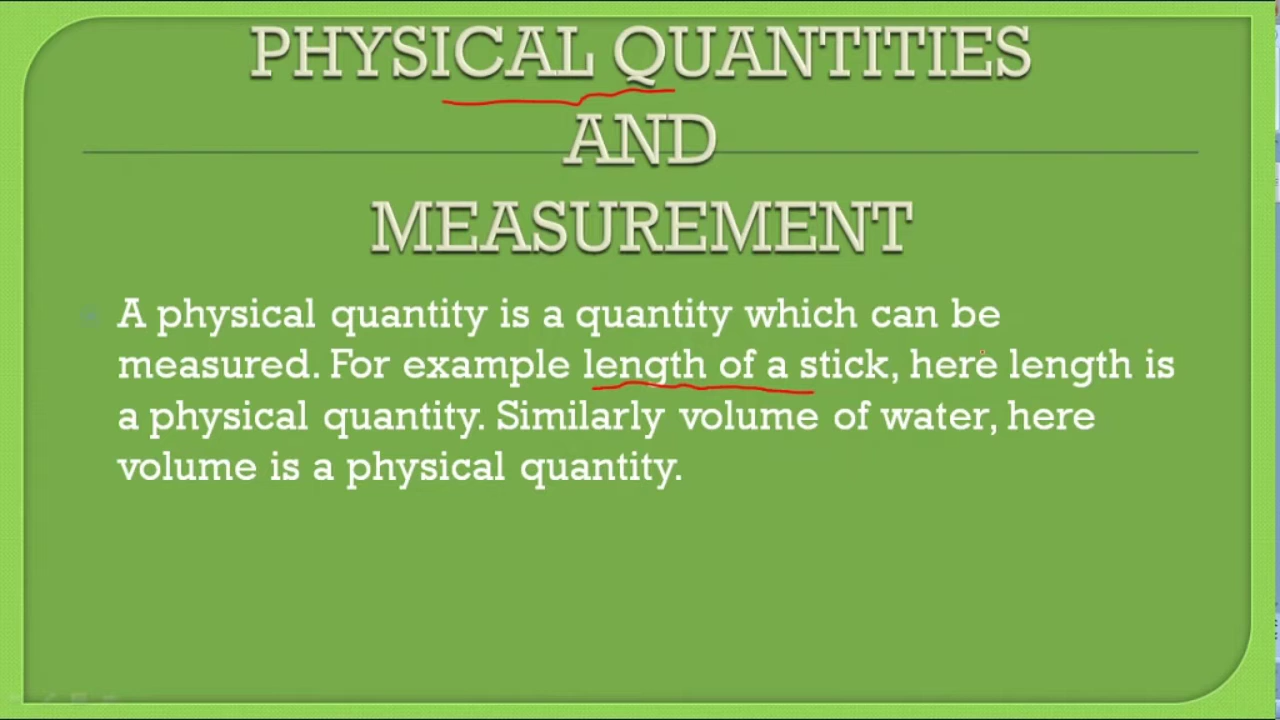 PHYSICAL QUANTITIES
AND
MEASUREMENT
A physical quantity is a quantity which can be
measured. For example length of a stick, here length is
a physical quantity. Similarly volume of water, here
volume is a physical quantity.